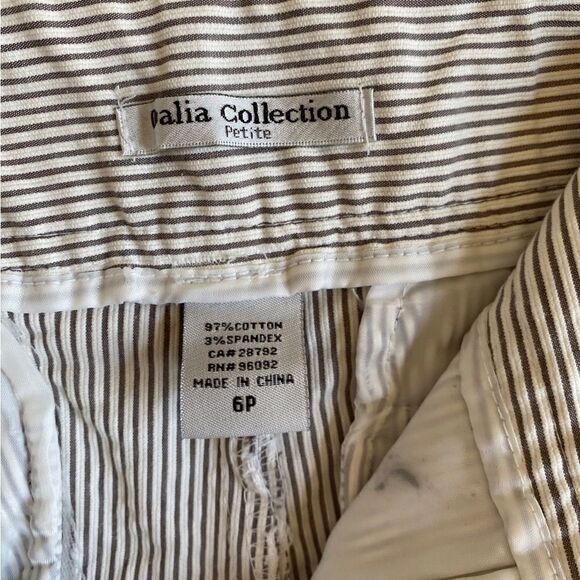 Dalia Collection
Petite
97%COTTON
3%SPANDEX
CA# 28792
RN# 96092
MADE IN CHINA
6P